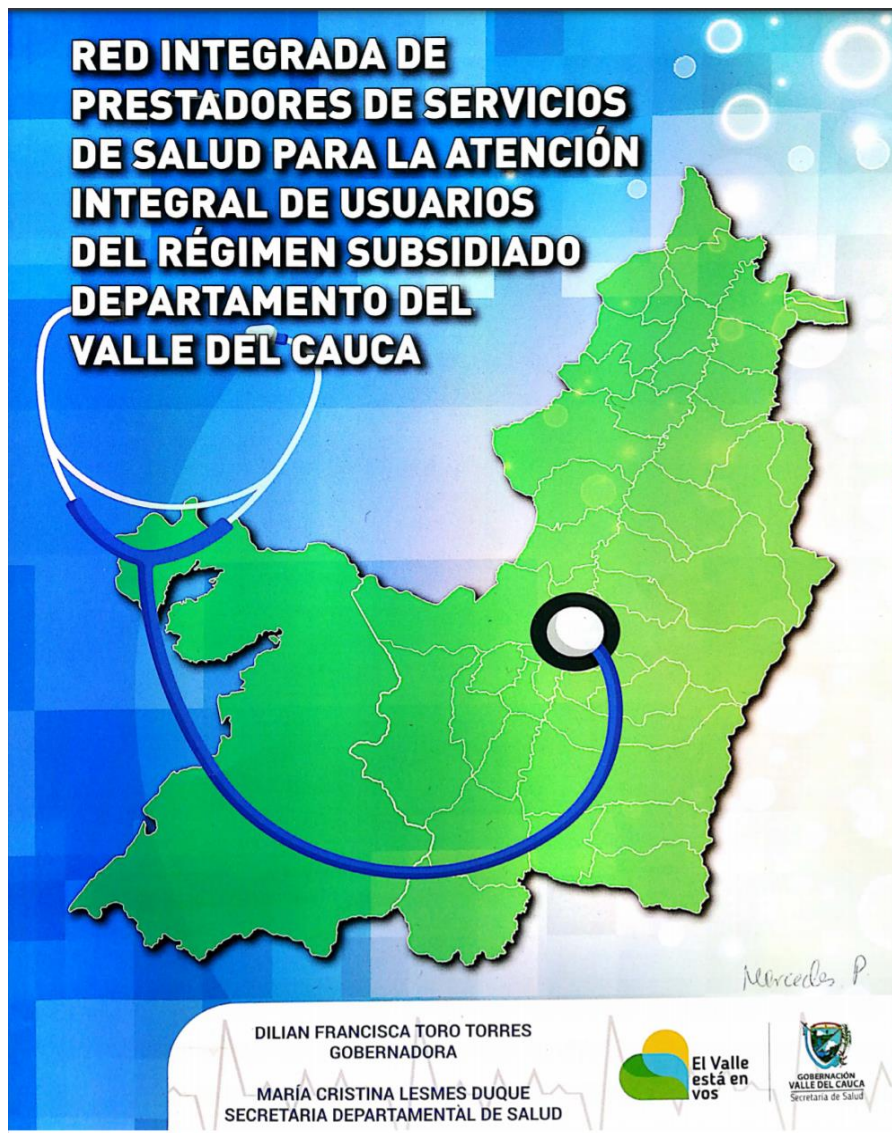 RED INTEGRADA DE
PRESTADORES DE SERVICIOS
DE SALUD PARA LA ATENCIÓN
INTEGRAL DE USUARIOS
DEL RÉGIMEN SUBSIDIADO
DEPARTAMENTO DEL
VALLE DEL CAUCA
Mercedes P.
DILIAN FRANCISCA TORO TORRES
GOBERNADORA
MARÍA CRISTINA LESMES DUQUE
SECRETARIA DEPARTAMENTAL DE SALUD
El Valle
está en
vos
GOBERNACIÓN
VALLE DEL CAUCA
Secretaría de Salud